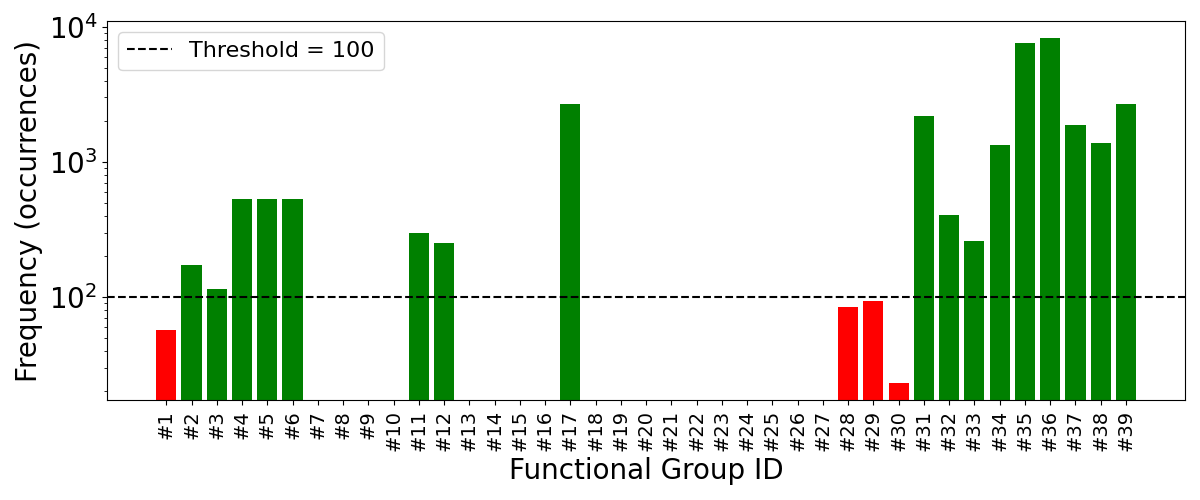 Frequency (occurrences)
10^4
10^3
10^2
Threshold = 100
#1 #2 #3 #4 #5 #6 #7 #8 #9 #10 #11 #12 #13 #14 #15 #16 #17 #18 #19 #20 #21 #22 #23 #24 #25 #26 #27 #28 #29 #30 #31 #32 #33 #34 #35 #36 #37 #38 #39
Functional Group ID